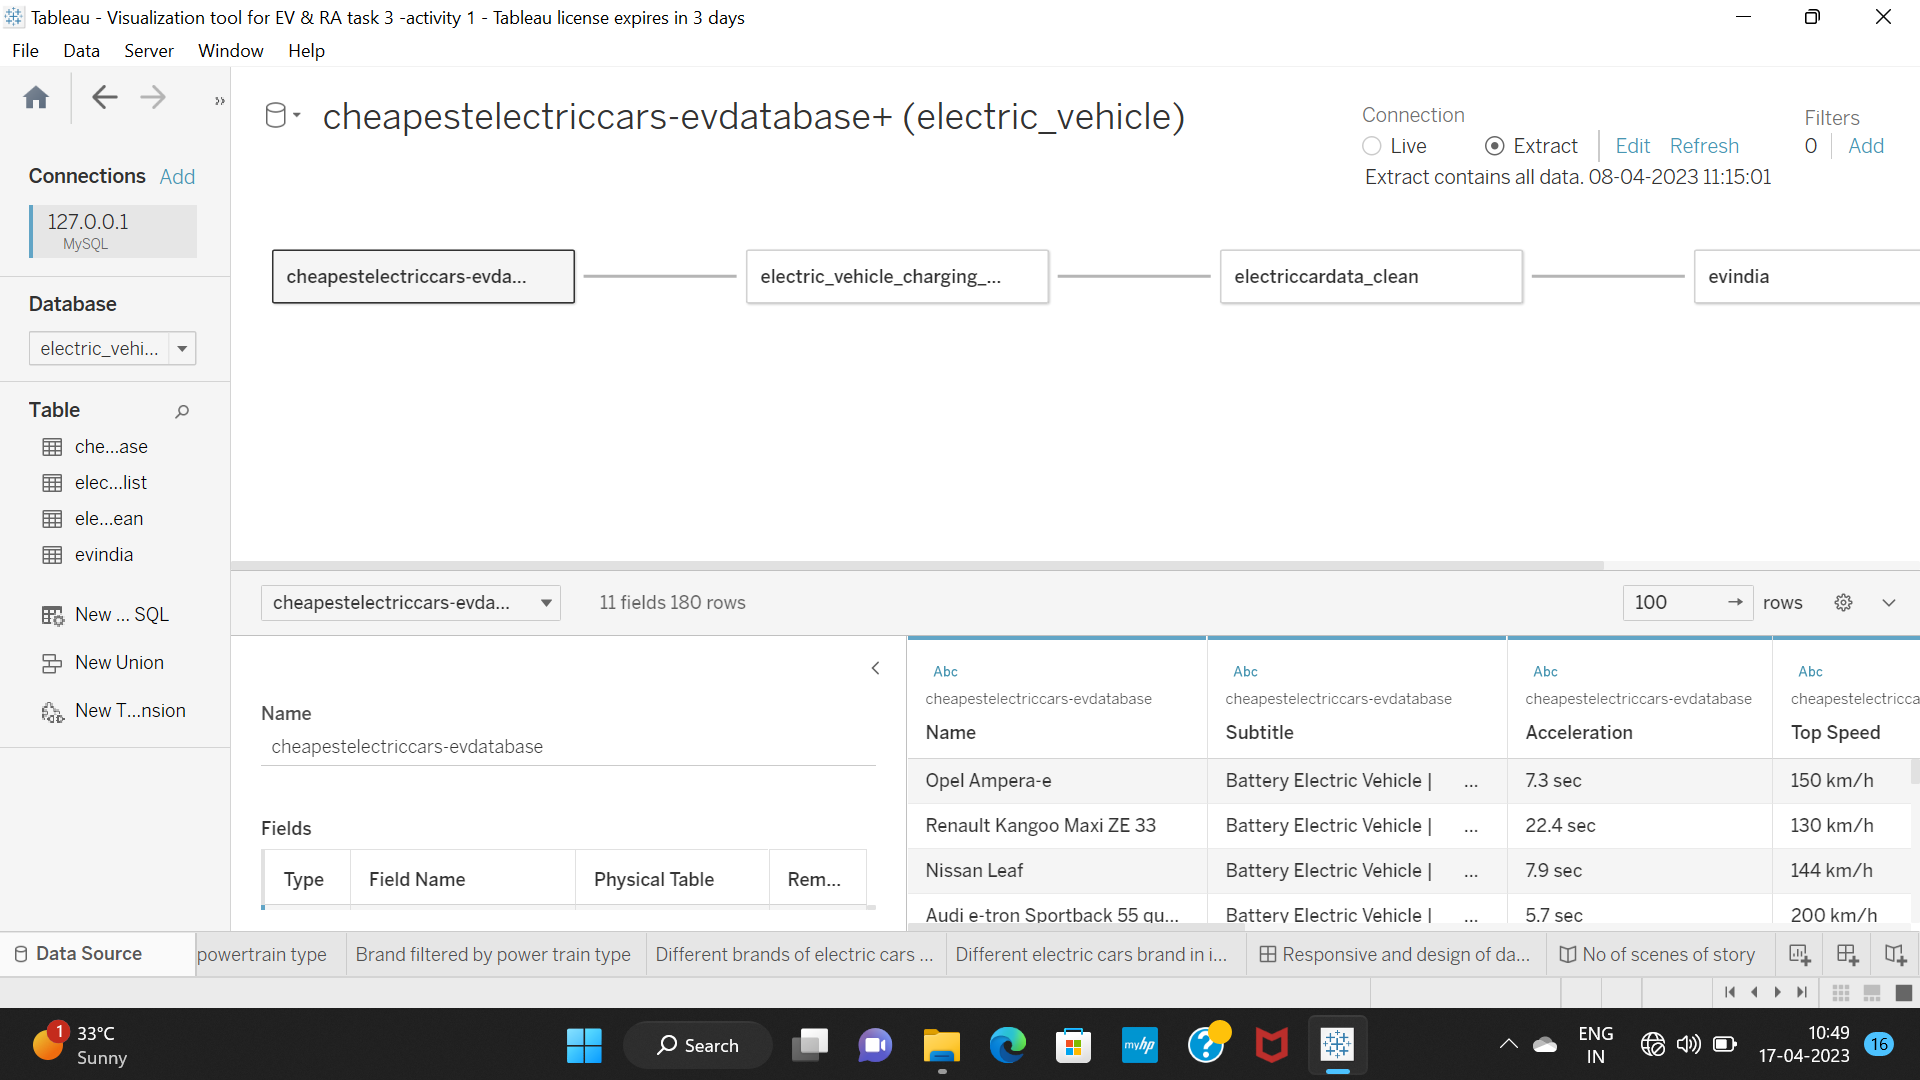 Tableau - Visualization tool for EV & RA task 3 -activity 1 - Tableau license expires in 3 days
File Data Server Window Help
Connections Add
127.0.0.1
MySQL
Database
electric_vehi...
Table
che...ase
elec...list
ele...ean
evindia
New ... SQL
New Union
New T...nsion
cheapestelectriccars-evdatabase+ (electric_vehicle)
Connection
Live Extract Edit Refresh
Extract contains all data. 08-04-2023 11:15:01
Filters
0 Add
cheapestelectriccars-evda... electric_vehicle_charging_... electriccardata_clean evindia
cheapestelectriccars-evda... 11 fields 180 rows 100 → rows
Name
cheapestelectriccars-evdatabase
Fields
Type Field Name Physical Table Rem...
Abc Abc Abc Abc
cheapestelectriccars-evdatabase cheapestelectriccars-evdatabase cheapestelectriccars-evdatabase cheapestelectricca
Name Subtitle Acceleration Top Speed
Opel Ampera-e Battery Electric Vehicle | ... 7.3 sec 150 km/h
Renault Kangoo Maxi ZE 33 Battery Electric Vehicle | ... 22.4 sec 130 km/h
Nissan Leaf Battery Electric Vehicle | ... 7.9 sec 144 km/h
Audi e-tron Sportback 55 qu... Battery Electric Vehicle | ... 5.7 sec 200 km/h
Data Source powertrain type Brand filtered by power train type Different brands of electric cars ... Different electric cars brand in i... Responsive and design of da... No of scenes of story
1 33°C
Sunny
Search
myhp
ENG
IN
10:49
17-04-2023
16